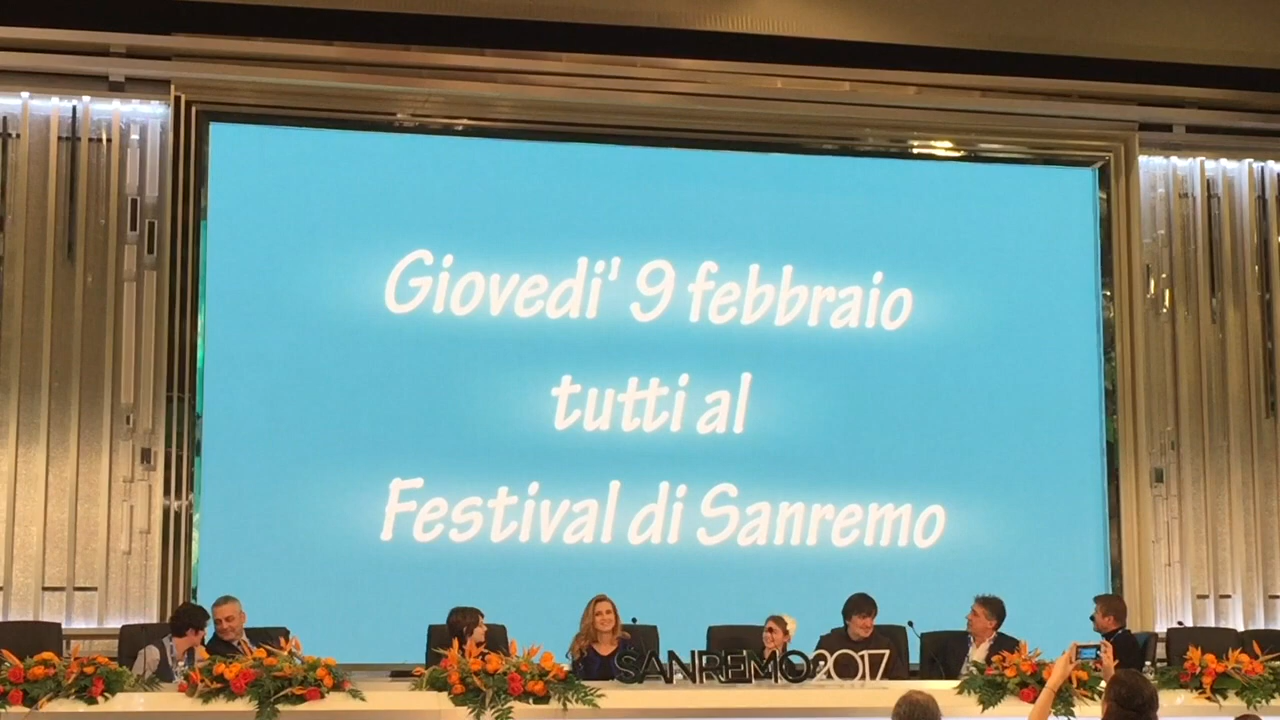 Giovedi' 9 febbraio
tutti al
Festival di Sanremo
SANREMO2017